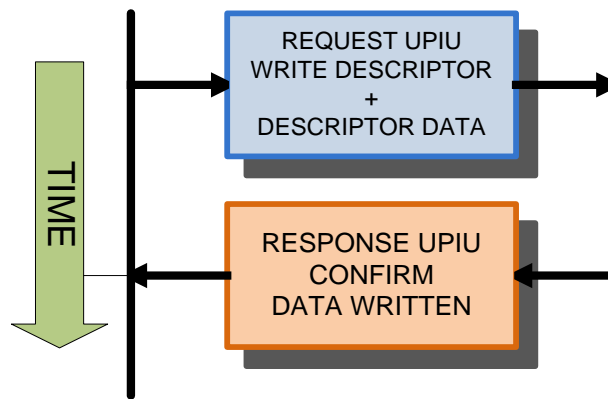 REQUEST UPIU
WRITE DESCRIPTOR
+
DESCRIPTOR DATA
TIME
RESPONSE UPIU
CONFIRM
DATA WRITTEN